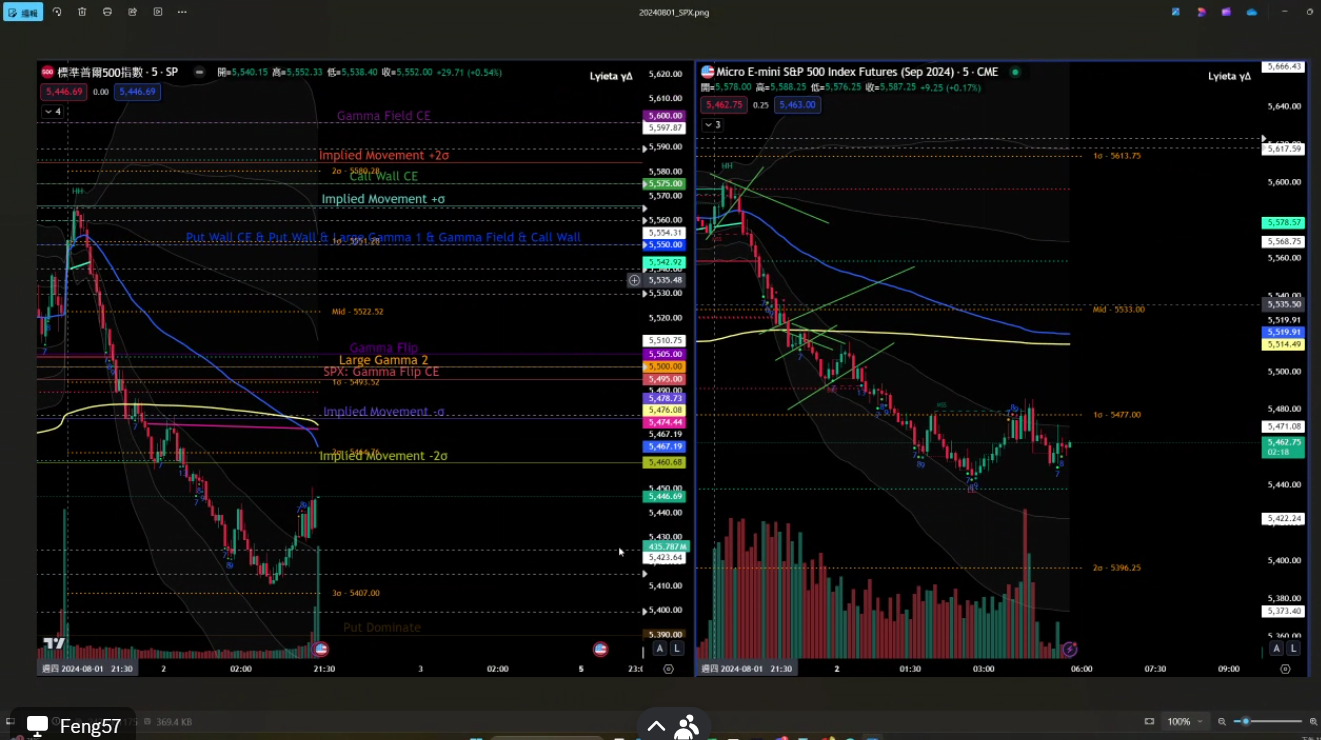 編輯
20240801_SPX.png
標準普爾500指數 · 5 · SP
開=5,540.15 高=5,552.33 低=5,538.40 收=5,552.00 +29.71 (+0.54%)
5,446.69 0.00 5,446.69
4
Lyieta γΔ
Gamma Field CE
Implied Movement +2σ
2σ - 5580.28
Call Wall CE
HH
Implied Movement +σ
Put Wall CE & Put Wall & Large Gamma 1 & Gamma Field & Call Wall
Mid - 5522.52
Gamma Flip
Large Gamma 2
SPX: Gamma Flip CE
1σ - 5493.52
Implied Movement -σ
Implied Movement -2σ
3σ - 5407.00
Put Dominate
5,620.00
5,610.00
5,600.00
5,597.87
5,590.00
5,580.00
5,575.00
5,570.00
5,560.00
5,554.31
5,550.00
5,542.92
5,535.48
5,530.00
5,520.00
5,510.75
5,505.00
5,500.00
5,495.00
5,490.00
5,478.73
5,476.08
5,474.44
5,467.19
5,467.19
5,460.68
5,450.00
5,446.69
5,440.00
5,430.00
435.787M
5,423.64
5,410.00
5,400.00
5,390.00
A L
週四 2024-08-01 21:30 2 02:00 21:30 3 02:00 5
Micro E-mini S&P 500 Index Futures (Sep 2024) · 5 · CME
開=5,578.00 高=5,588.25 低=5,576.25 收=5,587.25 +9.25 (+0.17%)
5,462.75 0.25 5,463.00
3
Lyieta γΔ
HH
1σ - 5613.75
Mid - 5533.00
1σ - 5477.00
2σ - 5396.25
5,666.43
5,640.00
5,617.59
5,600.00
5,578.57
5,568.75
5,560.00
5,540.00
5,535.50
5,519.91
5,519.91
5,514.49
5,500.00
5,480.00
5,471.08
5,462.75
02:18
5,440.00
5,422.24
5,400.00
5,380.00
5,373.40
5,360.00
A L
週四 2024-08-01 21:30 2 01:30 03:00 06:00 07:30 09:00
369.4 KB
100%
Feng57